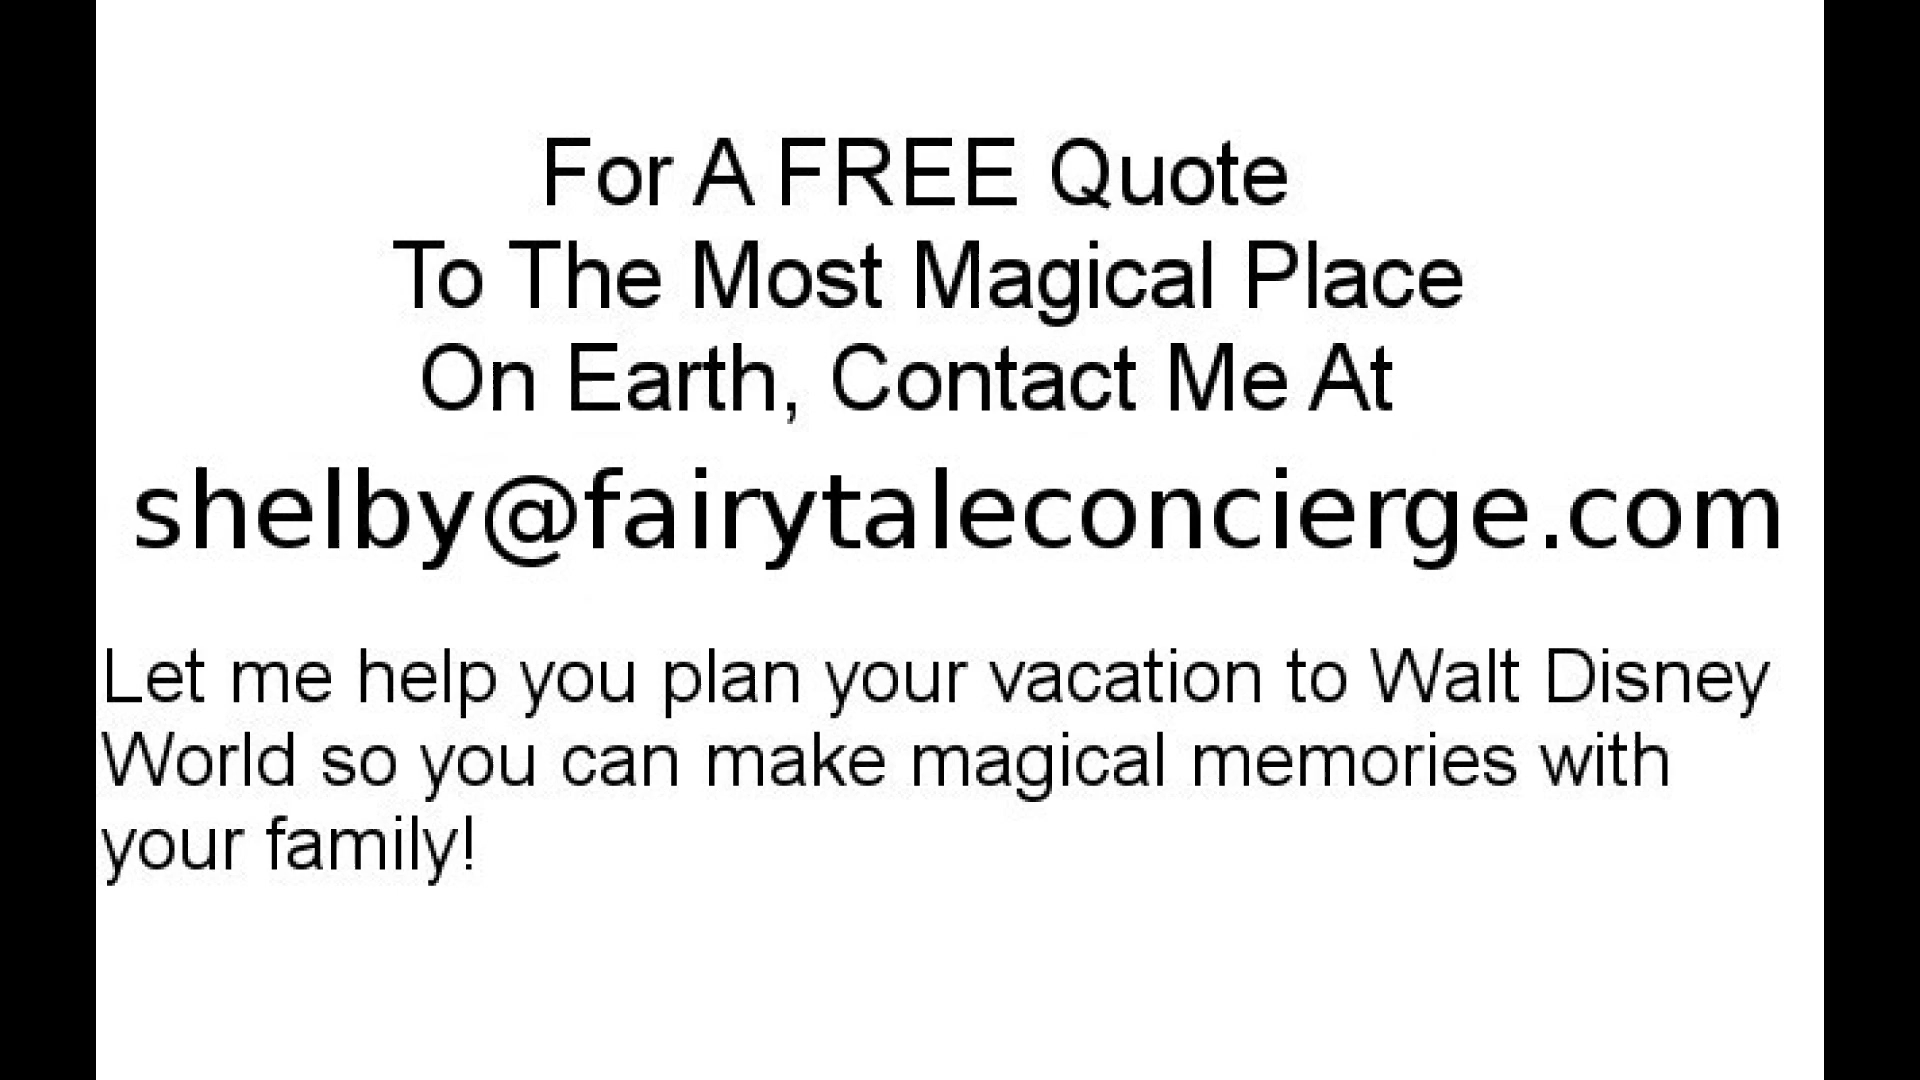 For A FREE Quote
To The Most Magical Place
On Earth, Contact Me At
shelby@fairytaleconcierge.com
Let me help you plan your vacation to Walt Disney
World so you can make magical memories with
your family!